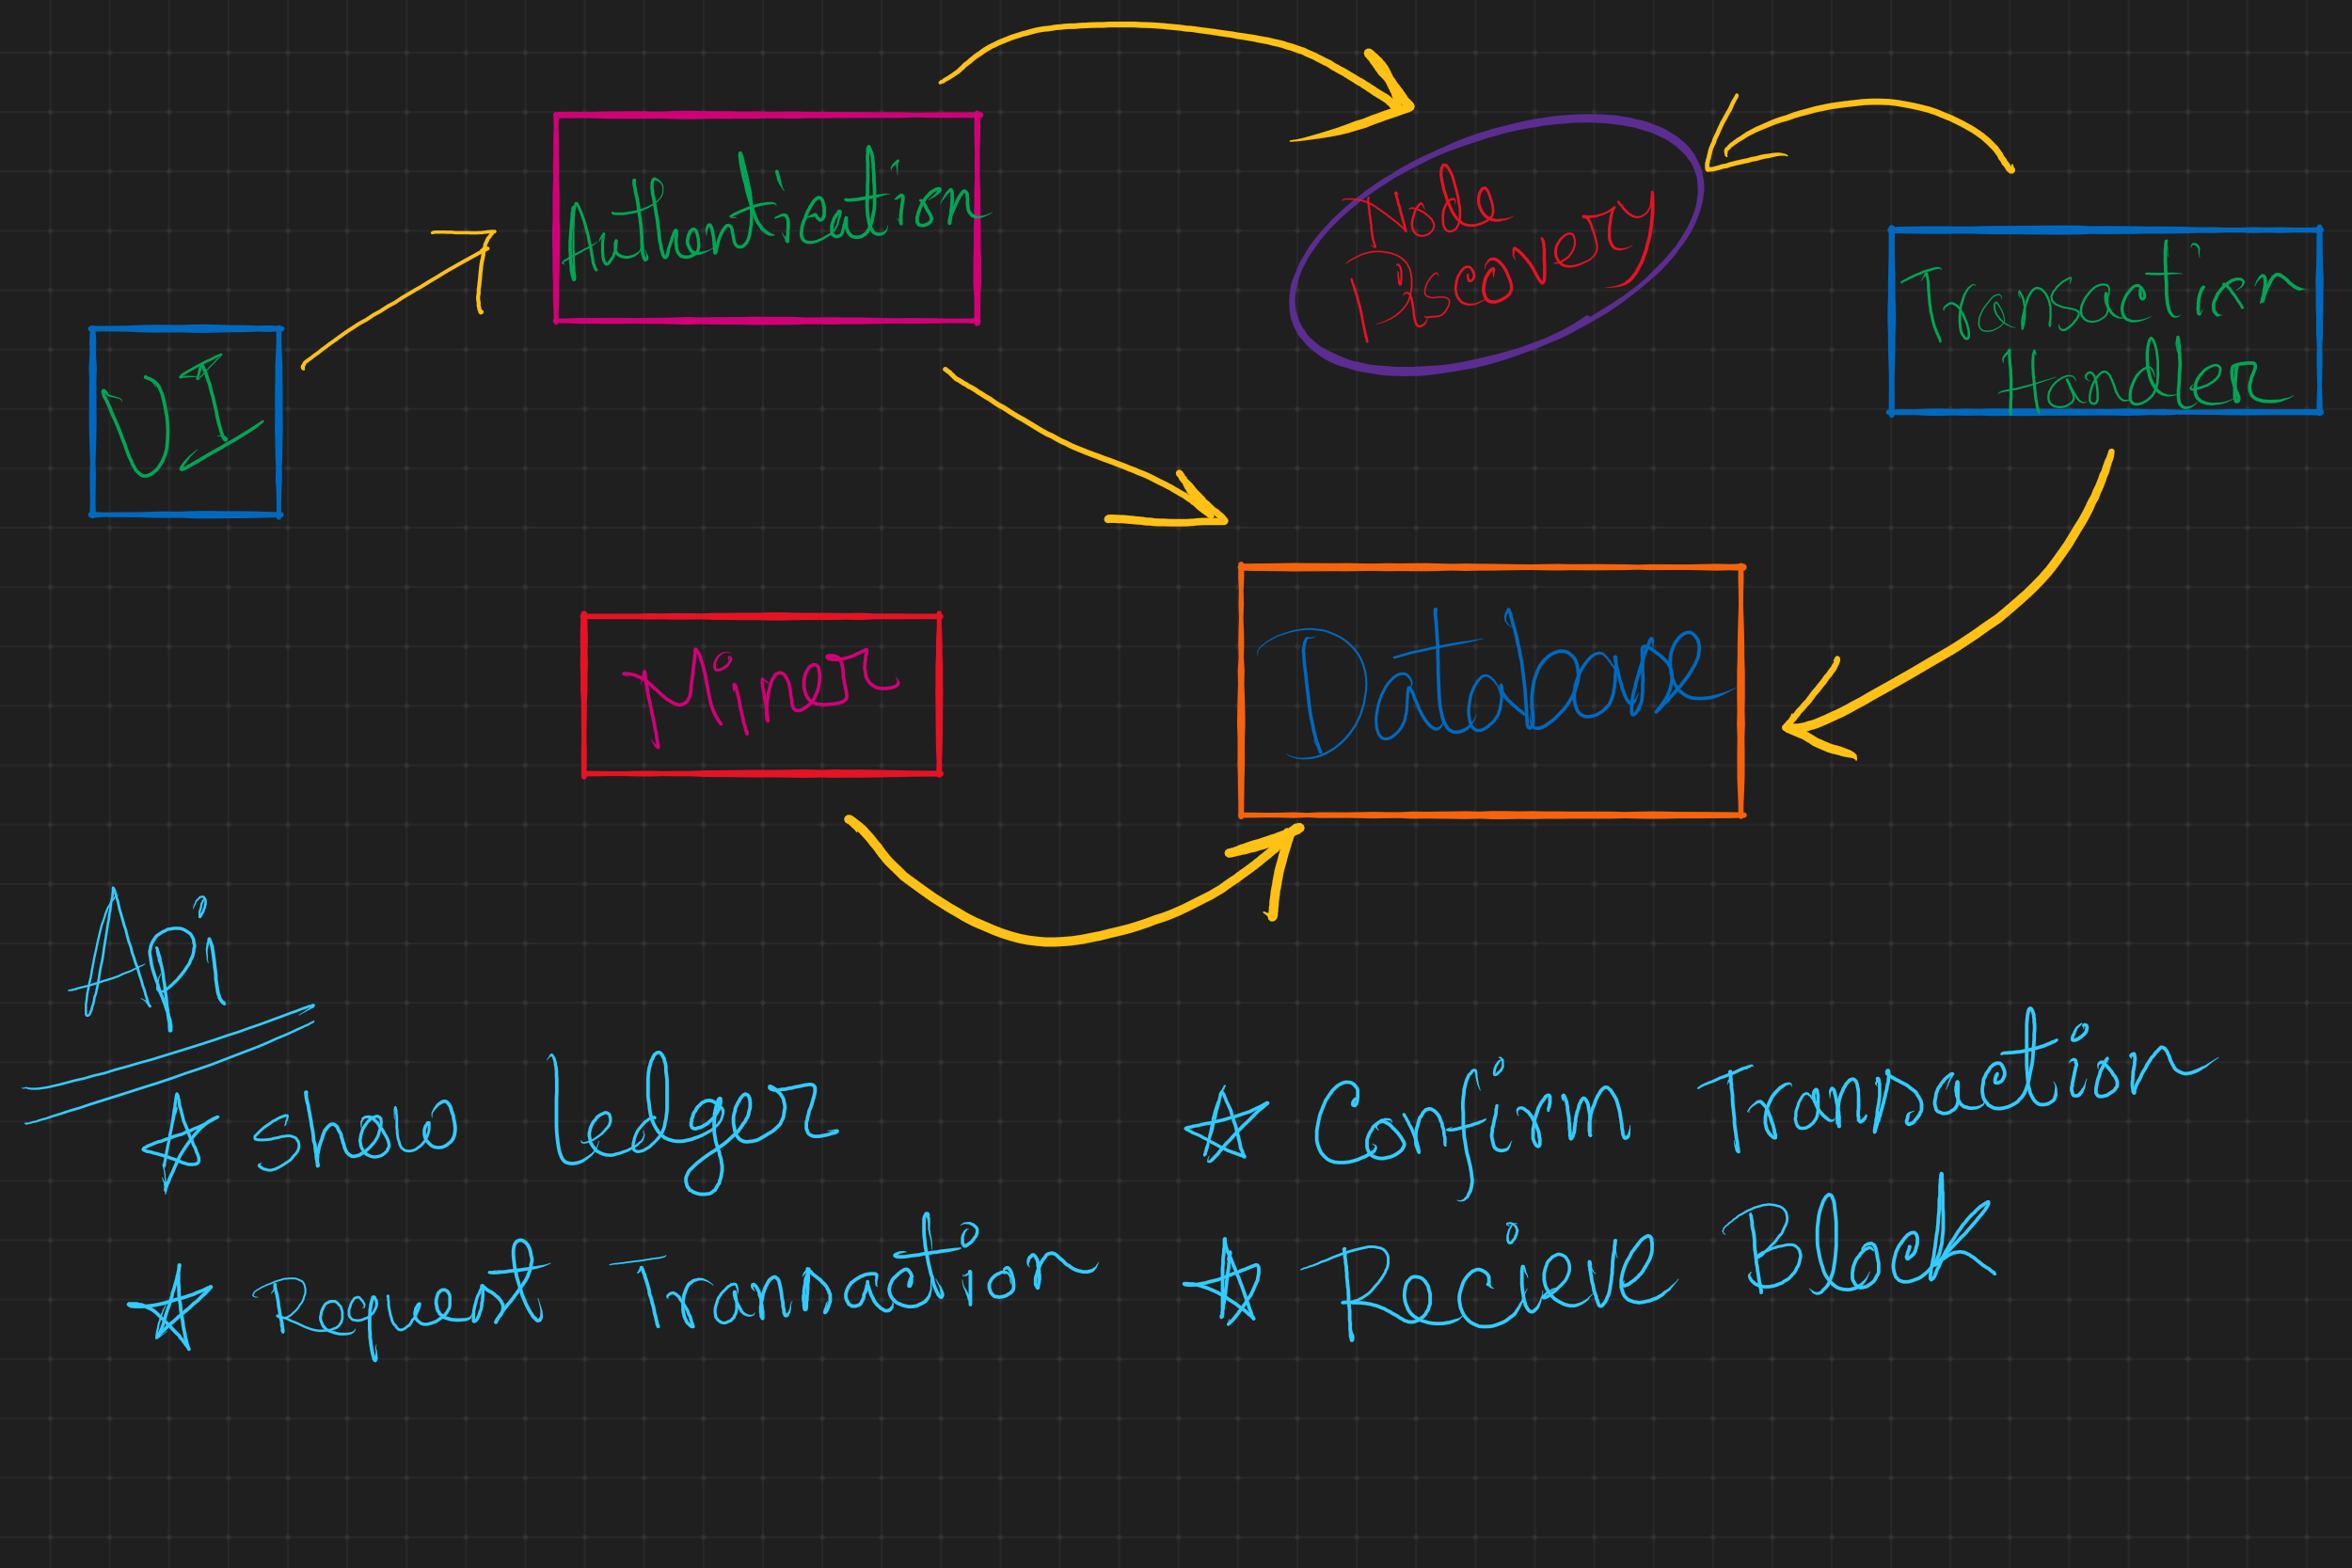 Authentication
Node
Discovery
Transaction
Handler
UI
Miner
Database
Api
show ledger
Confirm Transaction
Request Transaction
Recieve Block